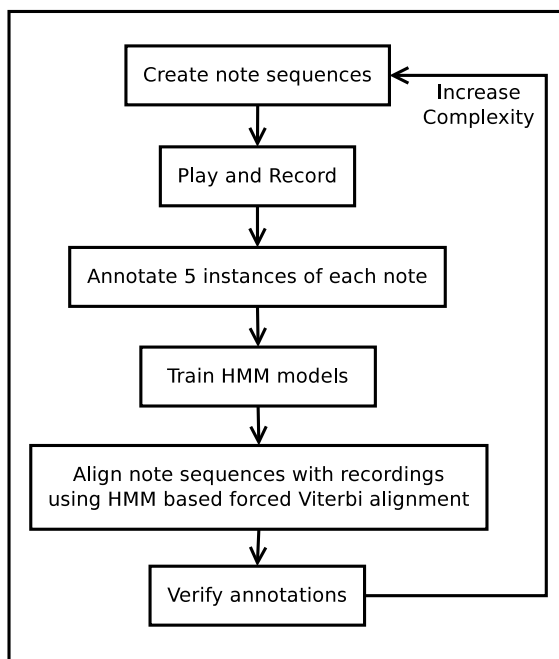 Create note sequences
Increase
Complexity
Play and Record
Annotate 5 instances of each note
Train HMM models
Align note sequences with recordings
using HMM based forced Viterbi alignment
Verify annotations